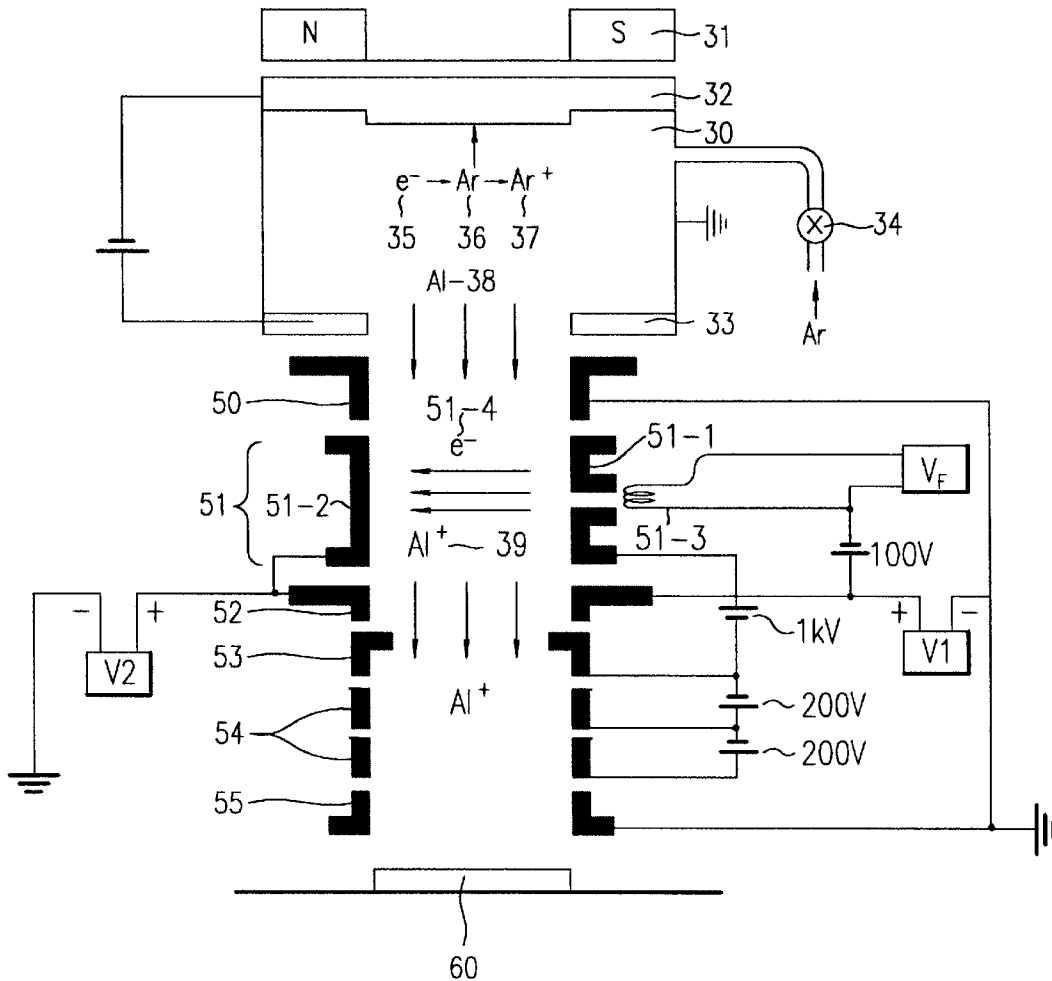 N S 31
32
30
e⁻ → Ar → Ar⁺
35 36 37
34
Al-38
33
Ar
50
51-4
e⁻
51-1
V_F
51
51-2
Al⁺ 39
51-3
100V
- +
52
+ -
V2
53
1kV
V1
Al⁺
54
200V
200V
55
60